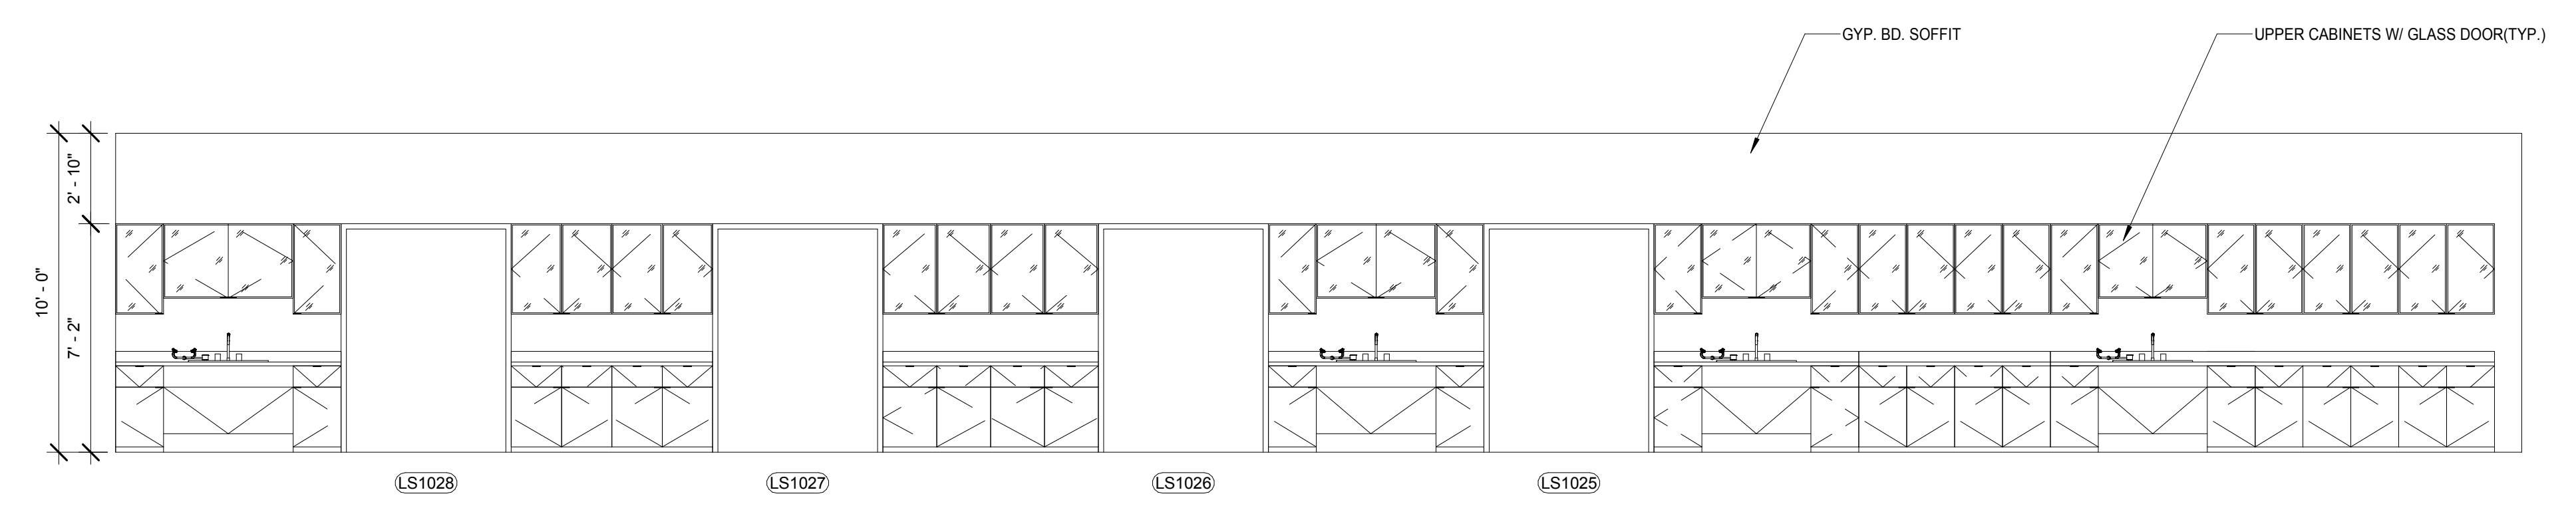 GYP. BD. SOFFIT
UPPER CABINETS W/ GLASS DOOR(TYP.)
2' - 10"
10' - 0"
7' - 2"
LS1028
LS1027
LS1026
LS1025